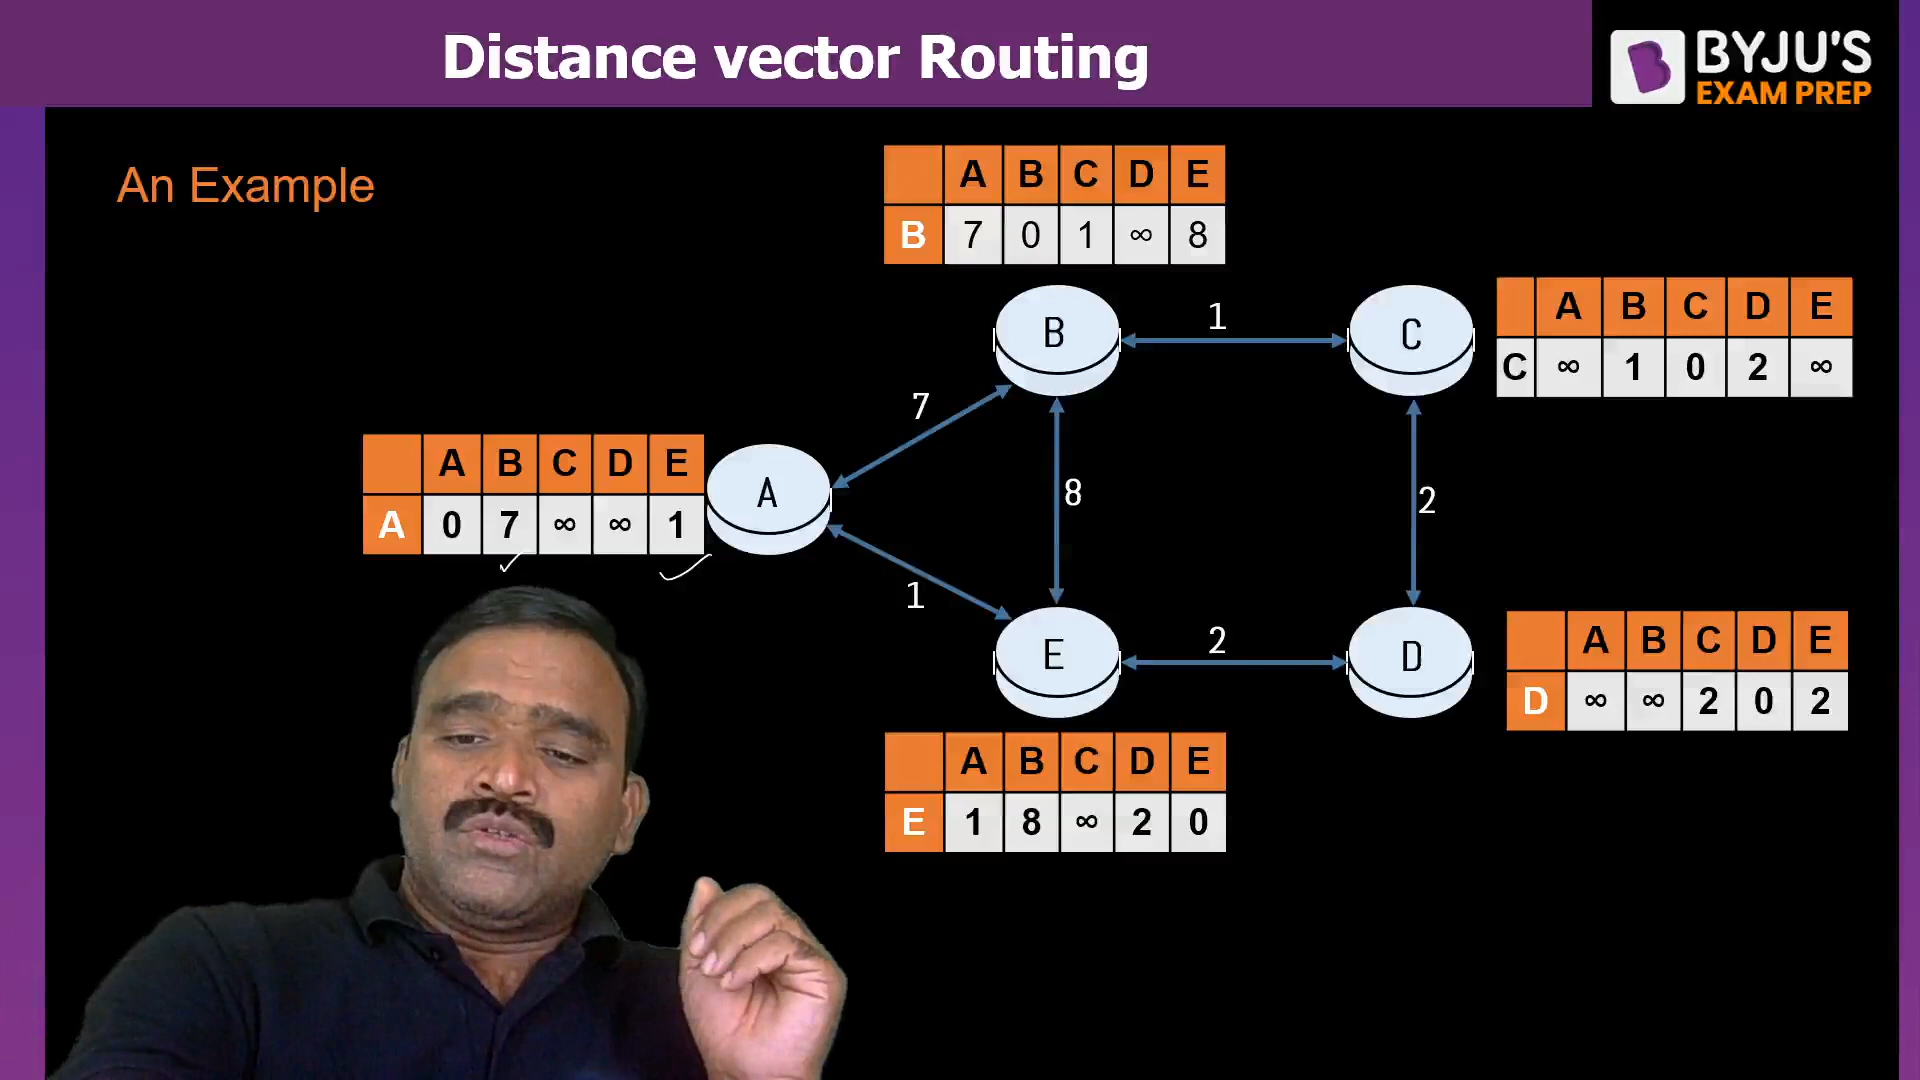 Distance vector Routing
BYJU'S
EXAM PREP
An Example
A B C D E
B 7 0 1 ∞ 8
B
1
C
A B C D E
C ∞ 1 0 2 ∞
7
A B C D E
A 0 7 ∞ ∞ 1
A
8
2
1
E
2
D
A B C D E
D ∞ ∞ 2 0 2
A B C D E
E 1 8 ∞ 2 0